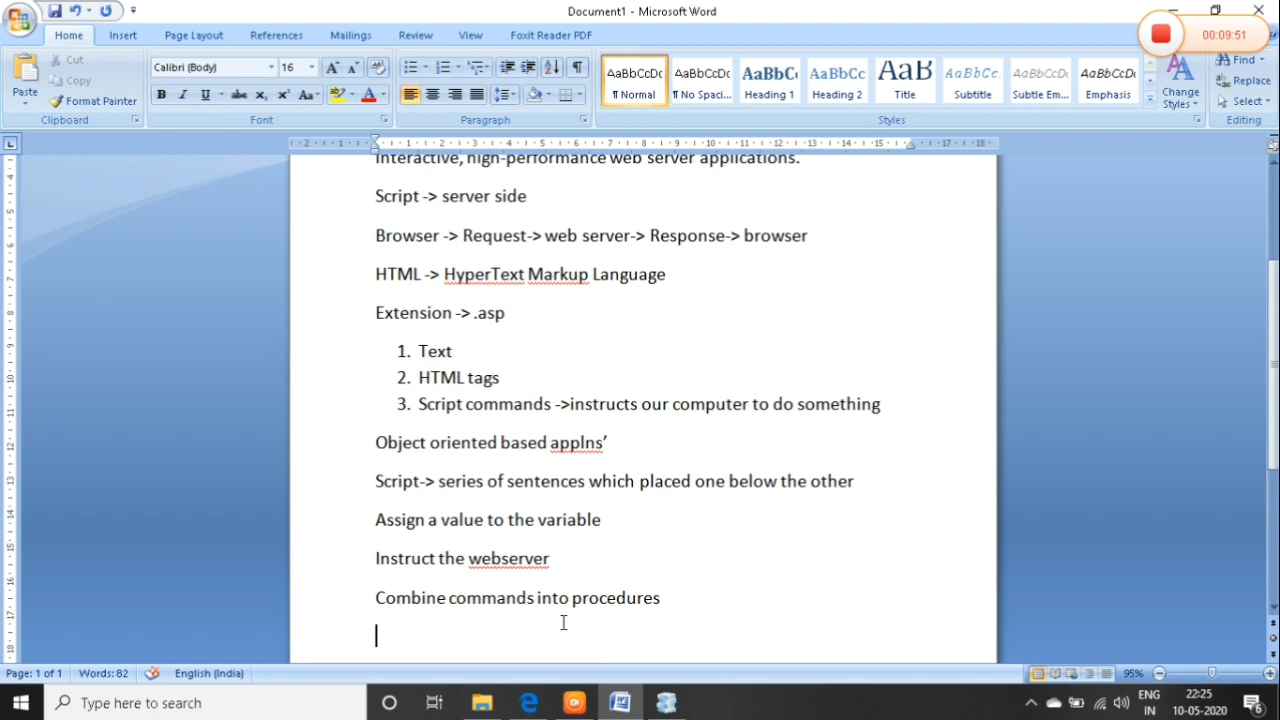 Document1 - Microsoft Word
00:09:51
Home Insert Page Layout References Mailings Review View Foxit Reader PDF
Paste Cut Copy Format Painter
Calibri (Body) 16
B I U abc x₂ x² Aa
AaBbCcDc AaBbCcDc AaBbC AaBbCc AaB AaBbCc. AaBbCcDc AaBbCcDc
¶ Normal ¶ No Spaci... Heading 1 Heading 2 Title Subtitle Subtle Em... Emphasis
Change Styles
Find Replace Select
Clipboard Font Paragraph Styles Editing
Interactive, high-performance web server applications.
Script -> server side
Browser -> Request-> web server-> Response-> browser
HTML -> HyperText Markup Language
Extension -> .asp
1. Text
2. HTML tags
3. Script commands ->instructs our computer to do something
Object oriented based applns’
Script-> series of sentences which placed one below the other
Assign a value to the variable
Instruct the webserver
Combine commands into procedures
Page: 1 of 1 Words: 82 English (India) 95%
Type here to search
ENG 22:25
IN 10-05-2020 6